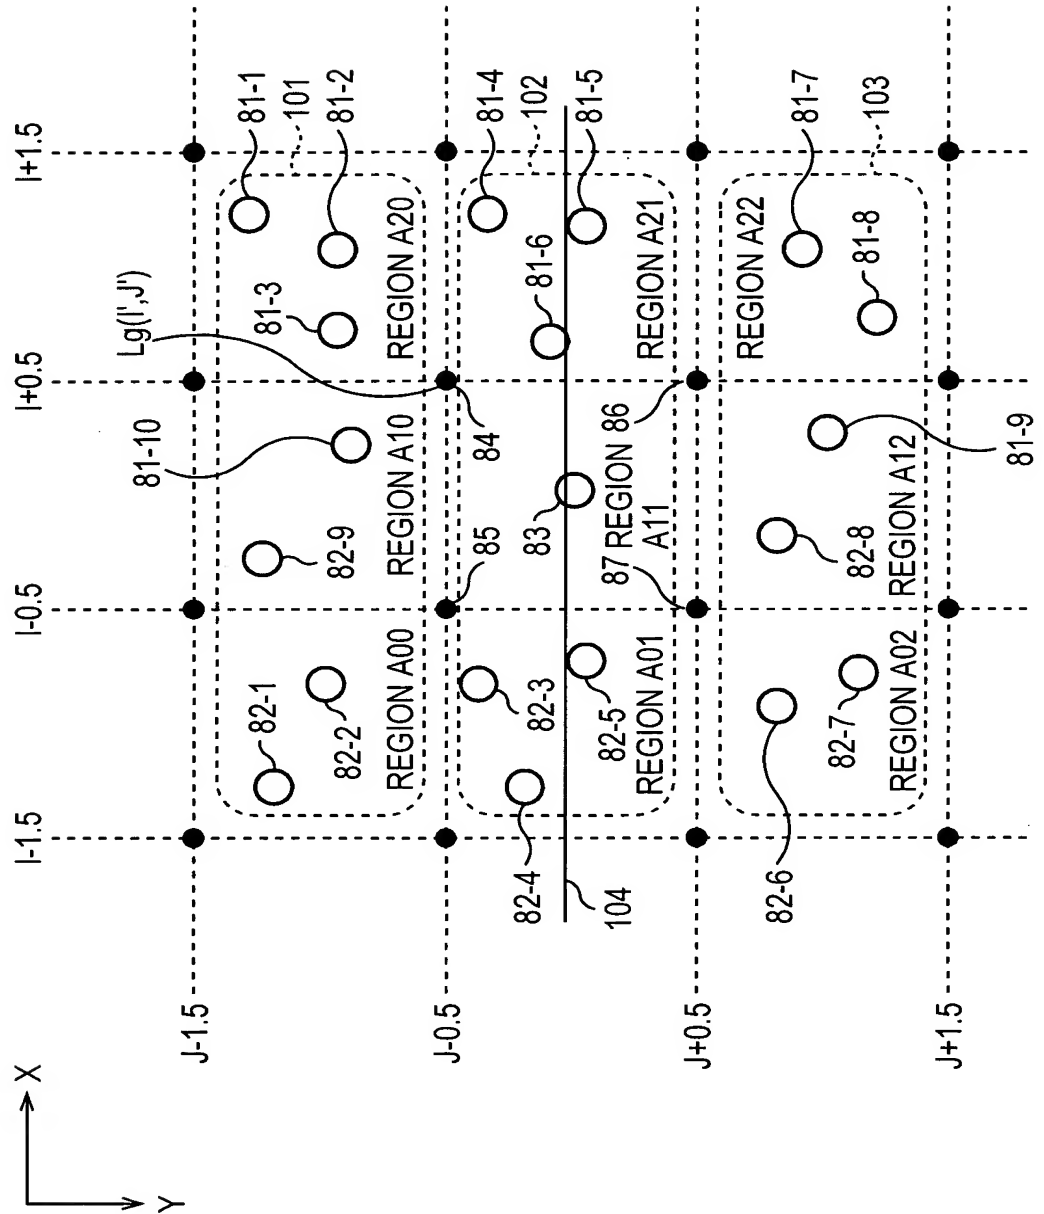 X
Y
I-1.5
I-0.5
I+0.5
I+1.5
J-1.5
J-0.5
J+0.5
J+1.5
Lg(I',J')
81-10
81-3
81-1
101
81-2
82-1
82-2
82-9
REGION A00
REGION A10
REGION A20
85
84
81-4
102
81-5
82-3
83
81-6
82-4
104
82-5
REGION A01
87
REGION
A11
86
REGION A21
REGION A22
81-7
103
81-8
82-6
82-7
REGION A02
82-8
REGION A12
81-9